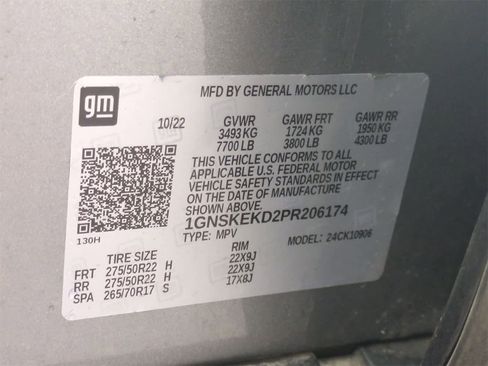 gm
MFD BY GENERAL MOTORS LLC
10/22 GVWR GAWR FRT GAWR RR
3493 KG 1724 KG 1950 KG
7700 LB 3800 LB 4300 LB
THIS VEHICLE CONFORMS TO ALL
APPLICABLE U.S. FEDERAL MOTOR
VEHICLE SAFETY STANDARDS IN EFFECT
ON THE DATE OF MANUFACTURE
SHOWN ABOVE.
1GNSKEKD2PR206174
130H TYPE: MPV MODEL: 24CK10906
TIRE SIZE RIM
FRT 275/50R22 H 22X9J
RR 275/50R22 H 22X9J
SPA 265/70R17 S 17X8J